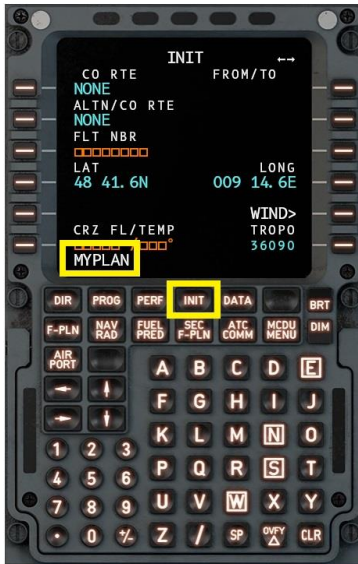 INIT ←→
CO RTE FROM/TO
NONE
ALTN/CO RTE
NONE
FLT NBR
LAT LONG
48 41.6N 009 14.6E
WIND>
CRZ FL/TEMP TROPO
° 36090
MYPLAN
DIR PROG PERF INIT DATA BRT
F-PLN NAV RAD FUEL PRED SEC F-PLN ATC COMM MCDU MENU DIM
AIR PORT
A B C D E
← ↑ F G H I J
→ ↓ K L M N O
1 2 3
P Q R S T
4 5 6
U V W X Y
7 8 9
. 0 +/- Z / SP OVFY △ CLR